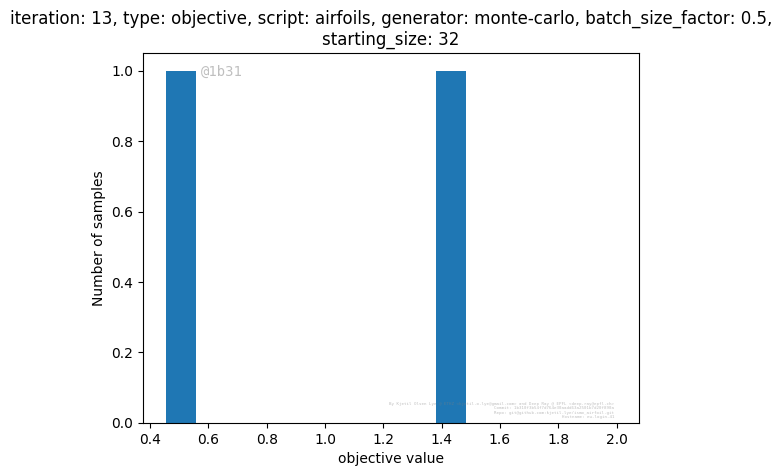 iteration: 13, type: objective, script: airfoils, generator: monte-carlo, batch_size_factor: 0.5,
starting_size: 32
@1b31
1.0
0.8
0.6
0.4
0.2
0.0
Number of samples
0.4 0.6 0.8 1.0 1.2 1.4 1.6 1.8 2.0
objective value